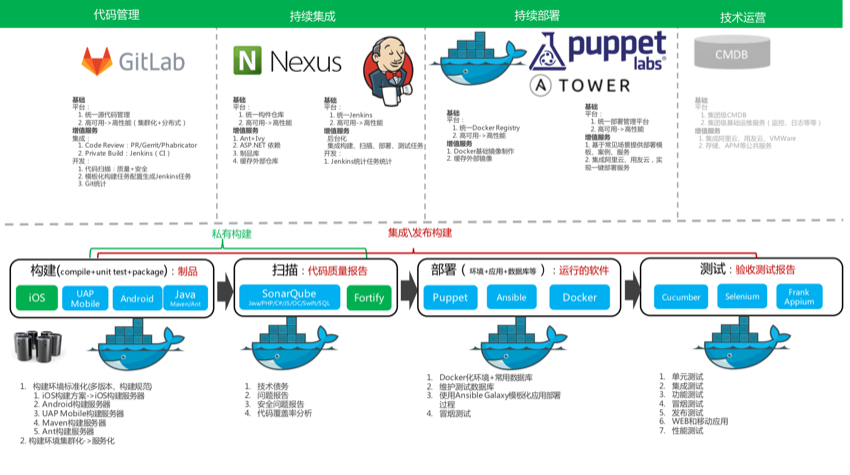 代码管理
持续集成
持续部署
技术运营
GitLab
N Nexus
puppet
labs
A TOWER
CMDB
基础
平台：
1. 统一源代码管理
2. 高可用->高性能（集群化+分布式）
增值服务
集成：
1. Code Review：PR/Gerrit/Phabricator
2. Private Build：Jenkins（CI）
开发：
1. 代码扫描：质量+安全
2. 模板化构建任务配置生成Jenkins任务
3. Git统计
基础
平台：
1. 统一构件仓库
2. 高可用->高性能
增值服务
1. Ant+Ivy
2. ASP.NET 依赖
3. 制品库
4. 缓存外部仓库
基础
平台：
1. 统一Jenkins
2. 高可用->高性能
增值服务
后台化
集成构建、扫描、部署、测试任务
开发：
1. Jenkins统计任务统计
基础
平台：
1. 统一Docker Registry
2. 高可用->高性能
增值服务
1. Docker基础镜像制作
2. 缓存外部镜像
基础
平台：
1. 统一部署管理平台
2. 高可用->高性能
增值服务
1. 基于常见场景提供部署模
板、案例、服务
2. 集成阿里云、用友云，实
现一键部署服务
基础
平台：
1. 集团级CMDB
2. 集团级基础运维服务（监控、日志等等）
增值服务
1. 集成阿里云、用友云、VMWare
2. 存储、APM等公共服务
私有构建
集成\发布构建
构建(compile+unit test+package)：制品
iOS
UAP
Mobile
Android
Java
Maven/Ant
扫描：代码质量报告
SonarQube
Java/PHP/C#/JS/OC/Swift/SQL
Fortify
部署（环境+应用+数据库等）：运行的软件
Puppet
Ansible
Docker
测试：验收测试报告
Cucumber
Selenium
Frank
Appium
1. 构建环境标准化(多版本、构建规范)
1. iOS构建方案->iOS构建服务器
2. Android构建服务器
3. UAP Mobile构建服务器
4. Maven构建服务器
5. Ant构建服务器
2. 构建环境集群化->服务化
1. 技术债务
2. 问题报告
3. 安全问题报告
4. 代码覆盖率分析
1. Docker化环境+常用数据库
2. 维护测试数据库
3. 使用Ansible Galaxy模板化应用部署
过程
4. 冒烟测试
1. 单元测试
2. 集成测试
3. 功能测试
4. 冒烟测试
5. 发布测试
6. WEB和移动应用
7. 性能测试